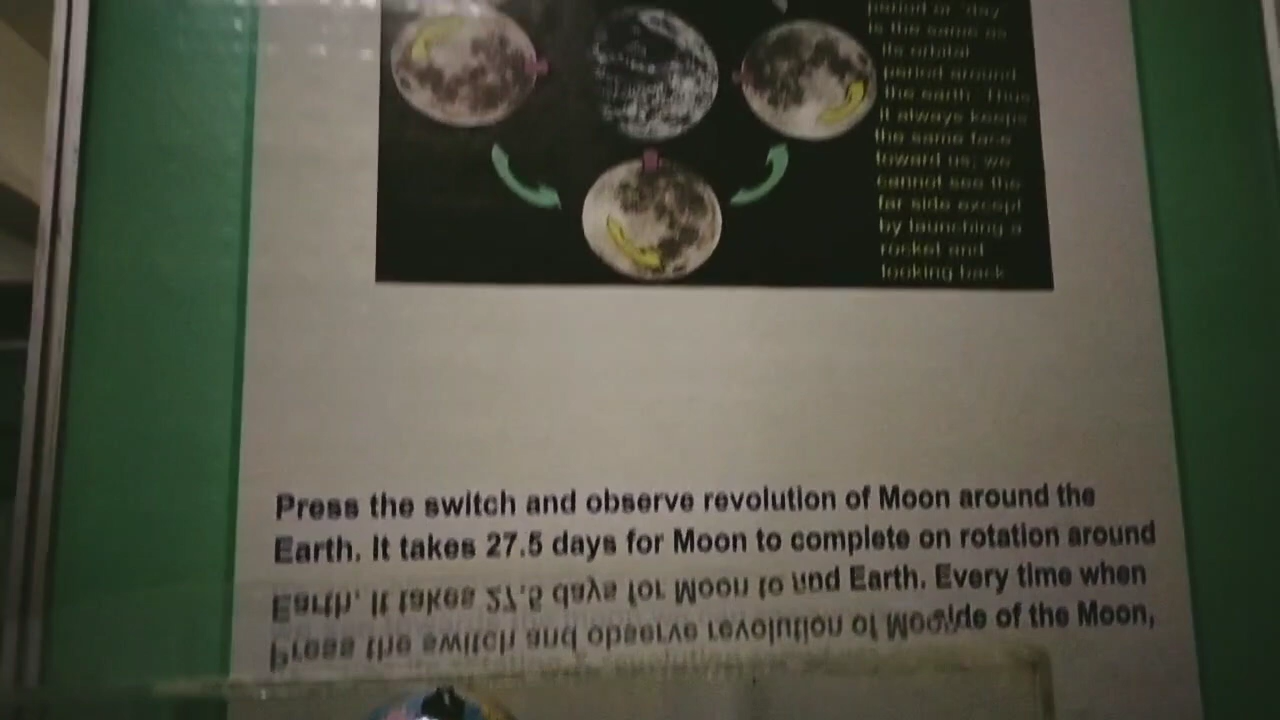 period or "day"
is the same as
its orbital
period around
the earth. Thus
it always keeps
the same face
toward us; we
cannot see the
far side except
by launching a
rocket and
looking back.
Press the switch and observe revolution of Moon around the
Earth. It takes 27.5 days for Moon to complete on rotation around
und Earth. Every time when
ide of the Moon,